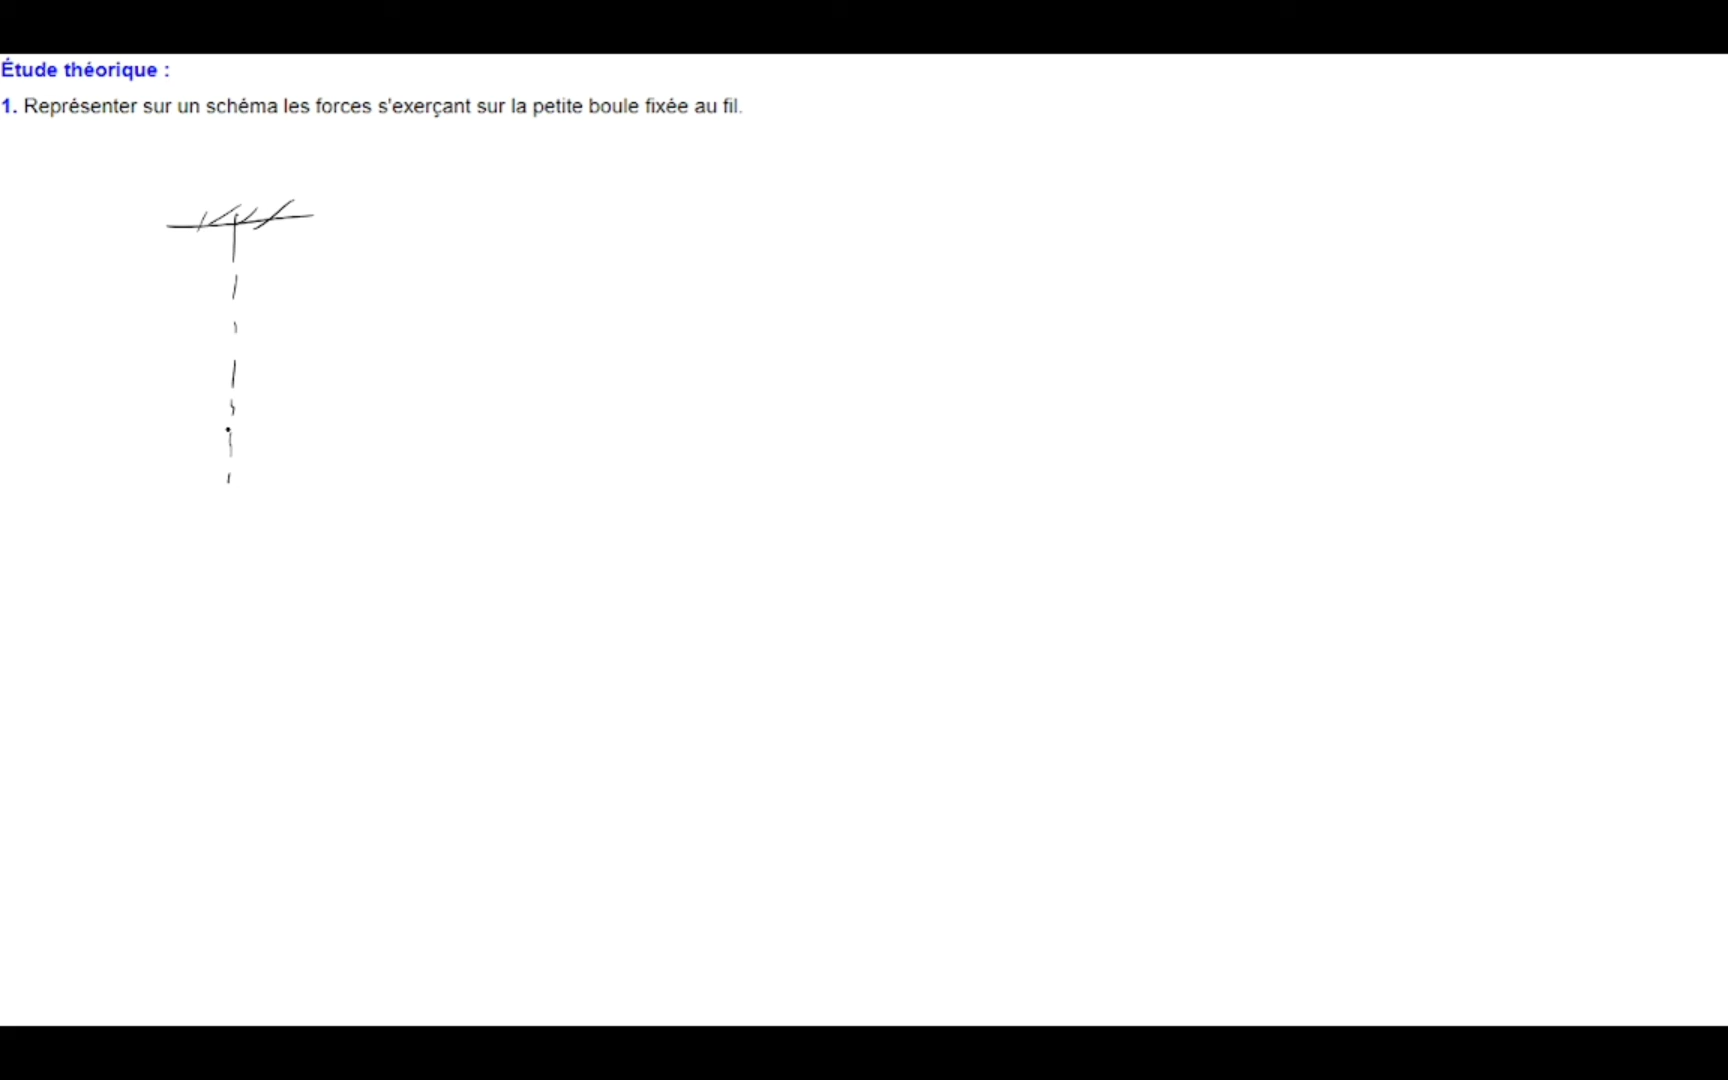 Étude théorique :
1. Représenter sur un schéma les forces s'exerçant sur la petite boule fixée au fil.